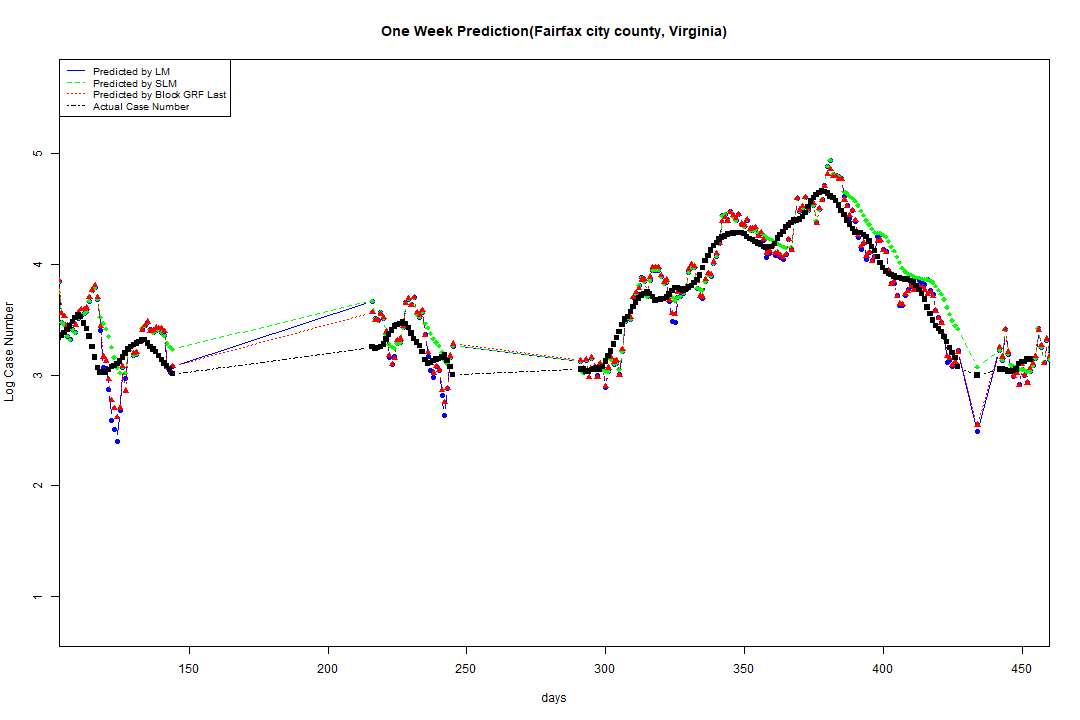 One Week Prediction(Fairfax city county, Virginia)
Predicted by LM
Predicted by SLM
Predicted by Block GRF Last
Actual Case Number
Log Case Number
5
4
3
2
1
150 200 250 300 350 400 450
days